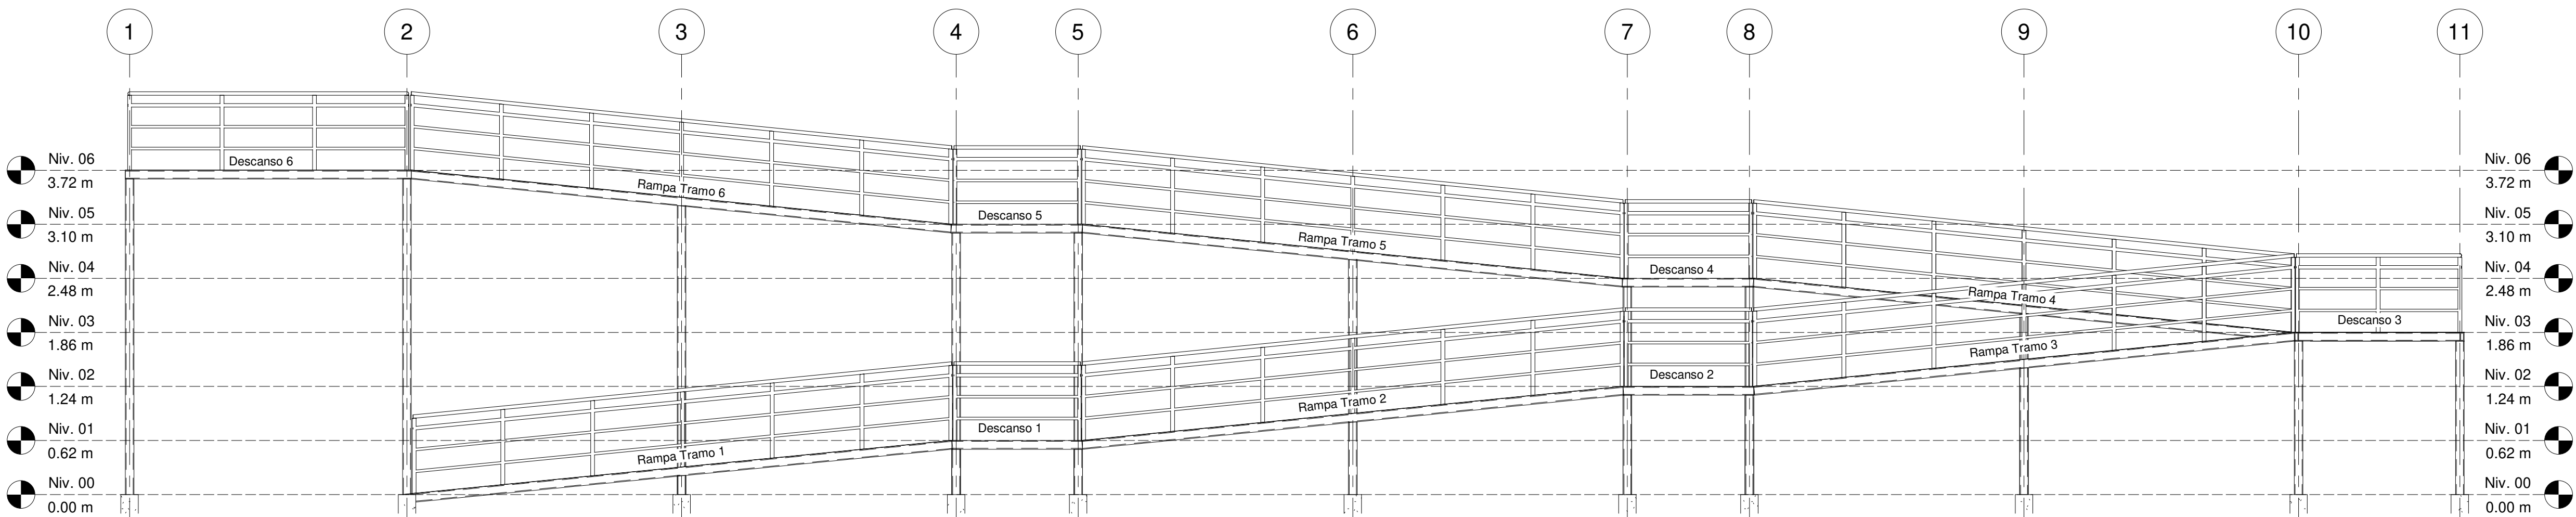 1 2 3 4 5 6 7 8 9 10 11
Niv. 06
3.72 m
Niv. 05
3.10 m
Niv. 04
2.48 m
Niv. 03
1.86 m
Niv. 02
1.24 m
Niv. 01
0.62 m
Niv. 00
0.00 m
Descanso 6
Rampa Tramo 6
Descanso 5
Rampa Tramo 5
Descanso 4
Rampa Tramo 4
Descanso 3
Rampa Tramo 3
Descanso 2
Rampa Tramo 2
Descanso 1
Rampa Tramo 1
Niv. 06
3.72 m
Niv. 05
3.10 m
Niv. 04
2.48 m
Niv. 03
1.86 m
Niv. 02
1.24 m
Niv. 01
0.62 m
Niv. 00
0.00 m